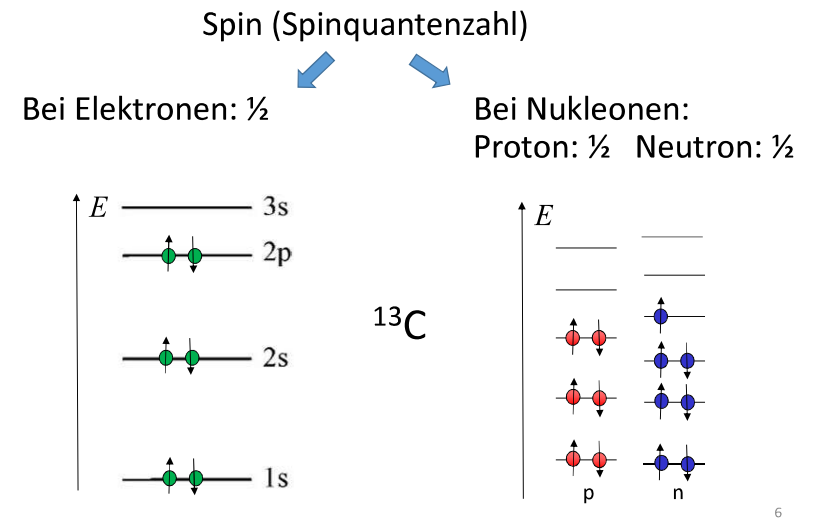 Spin (Spinquantenzahl)
Bei Elektronen: ½
Bei Nukleonen:
Proton: ½ Neutron: ½
E
3s
2p
2s
1s
¹³C
E
p
n
6